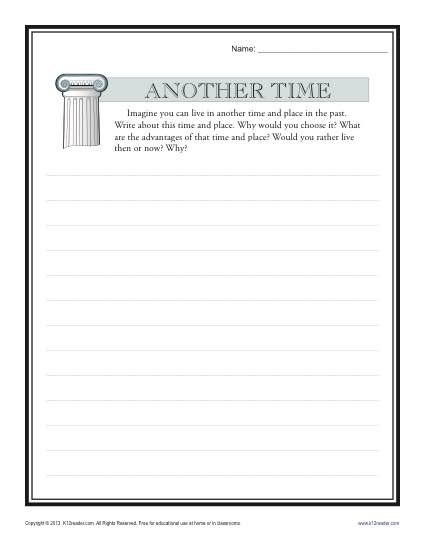 Name: ____________________
ANOTHER TIME
Imagine you can live in another time and place in the past.
Write about this time and place. Why would you choose it? What
are the advantages of that time and place? Would you rather live
then or now? Why?
Copyright © 2013 K12reader.com. All Rights Reserved. Free for educational use at home or in classrooms.
www.k12reader.com